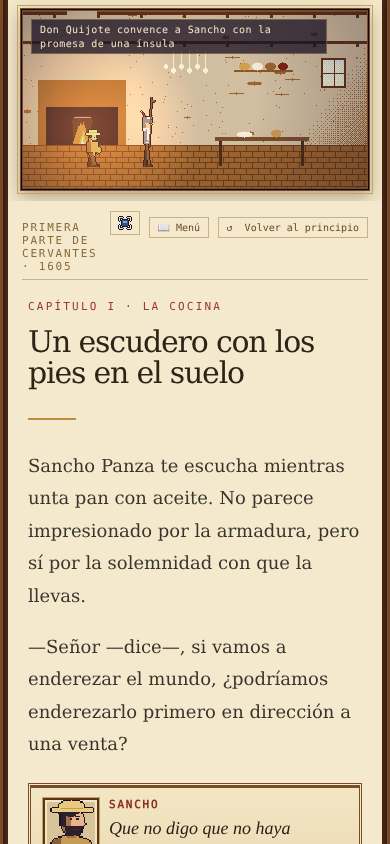 Don Quijote convence a Sancho con la
promesa de una ínsula
PRIMERA
PARTE DE
CERVANTES
· 1605
Menú
↺ Volver al principio
CAPÍTULO I · LA COCINA
Un escudero con los
pies en el suelo
Sancho Panza te escucha mientras
unta pan con aceite. No parece
impresionado por la armadura, pero
sí por la solemnidad con que la
llevas.
—Señor —dice—, si vamos a
enderezar el mundo, ¿podríamos
enderezarlo primero en dirección a
una venta?
SANCHO
Que no digo que no haya